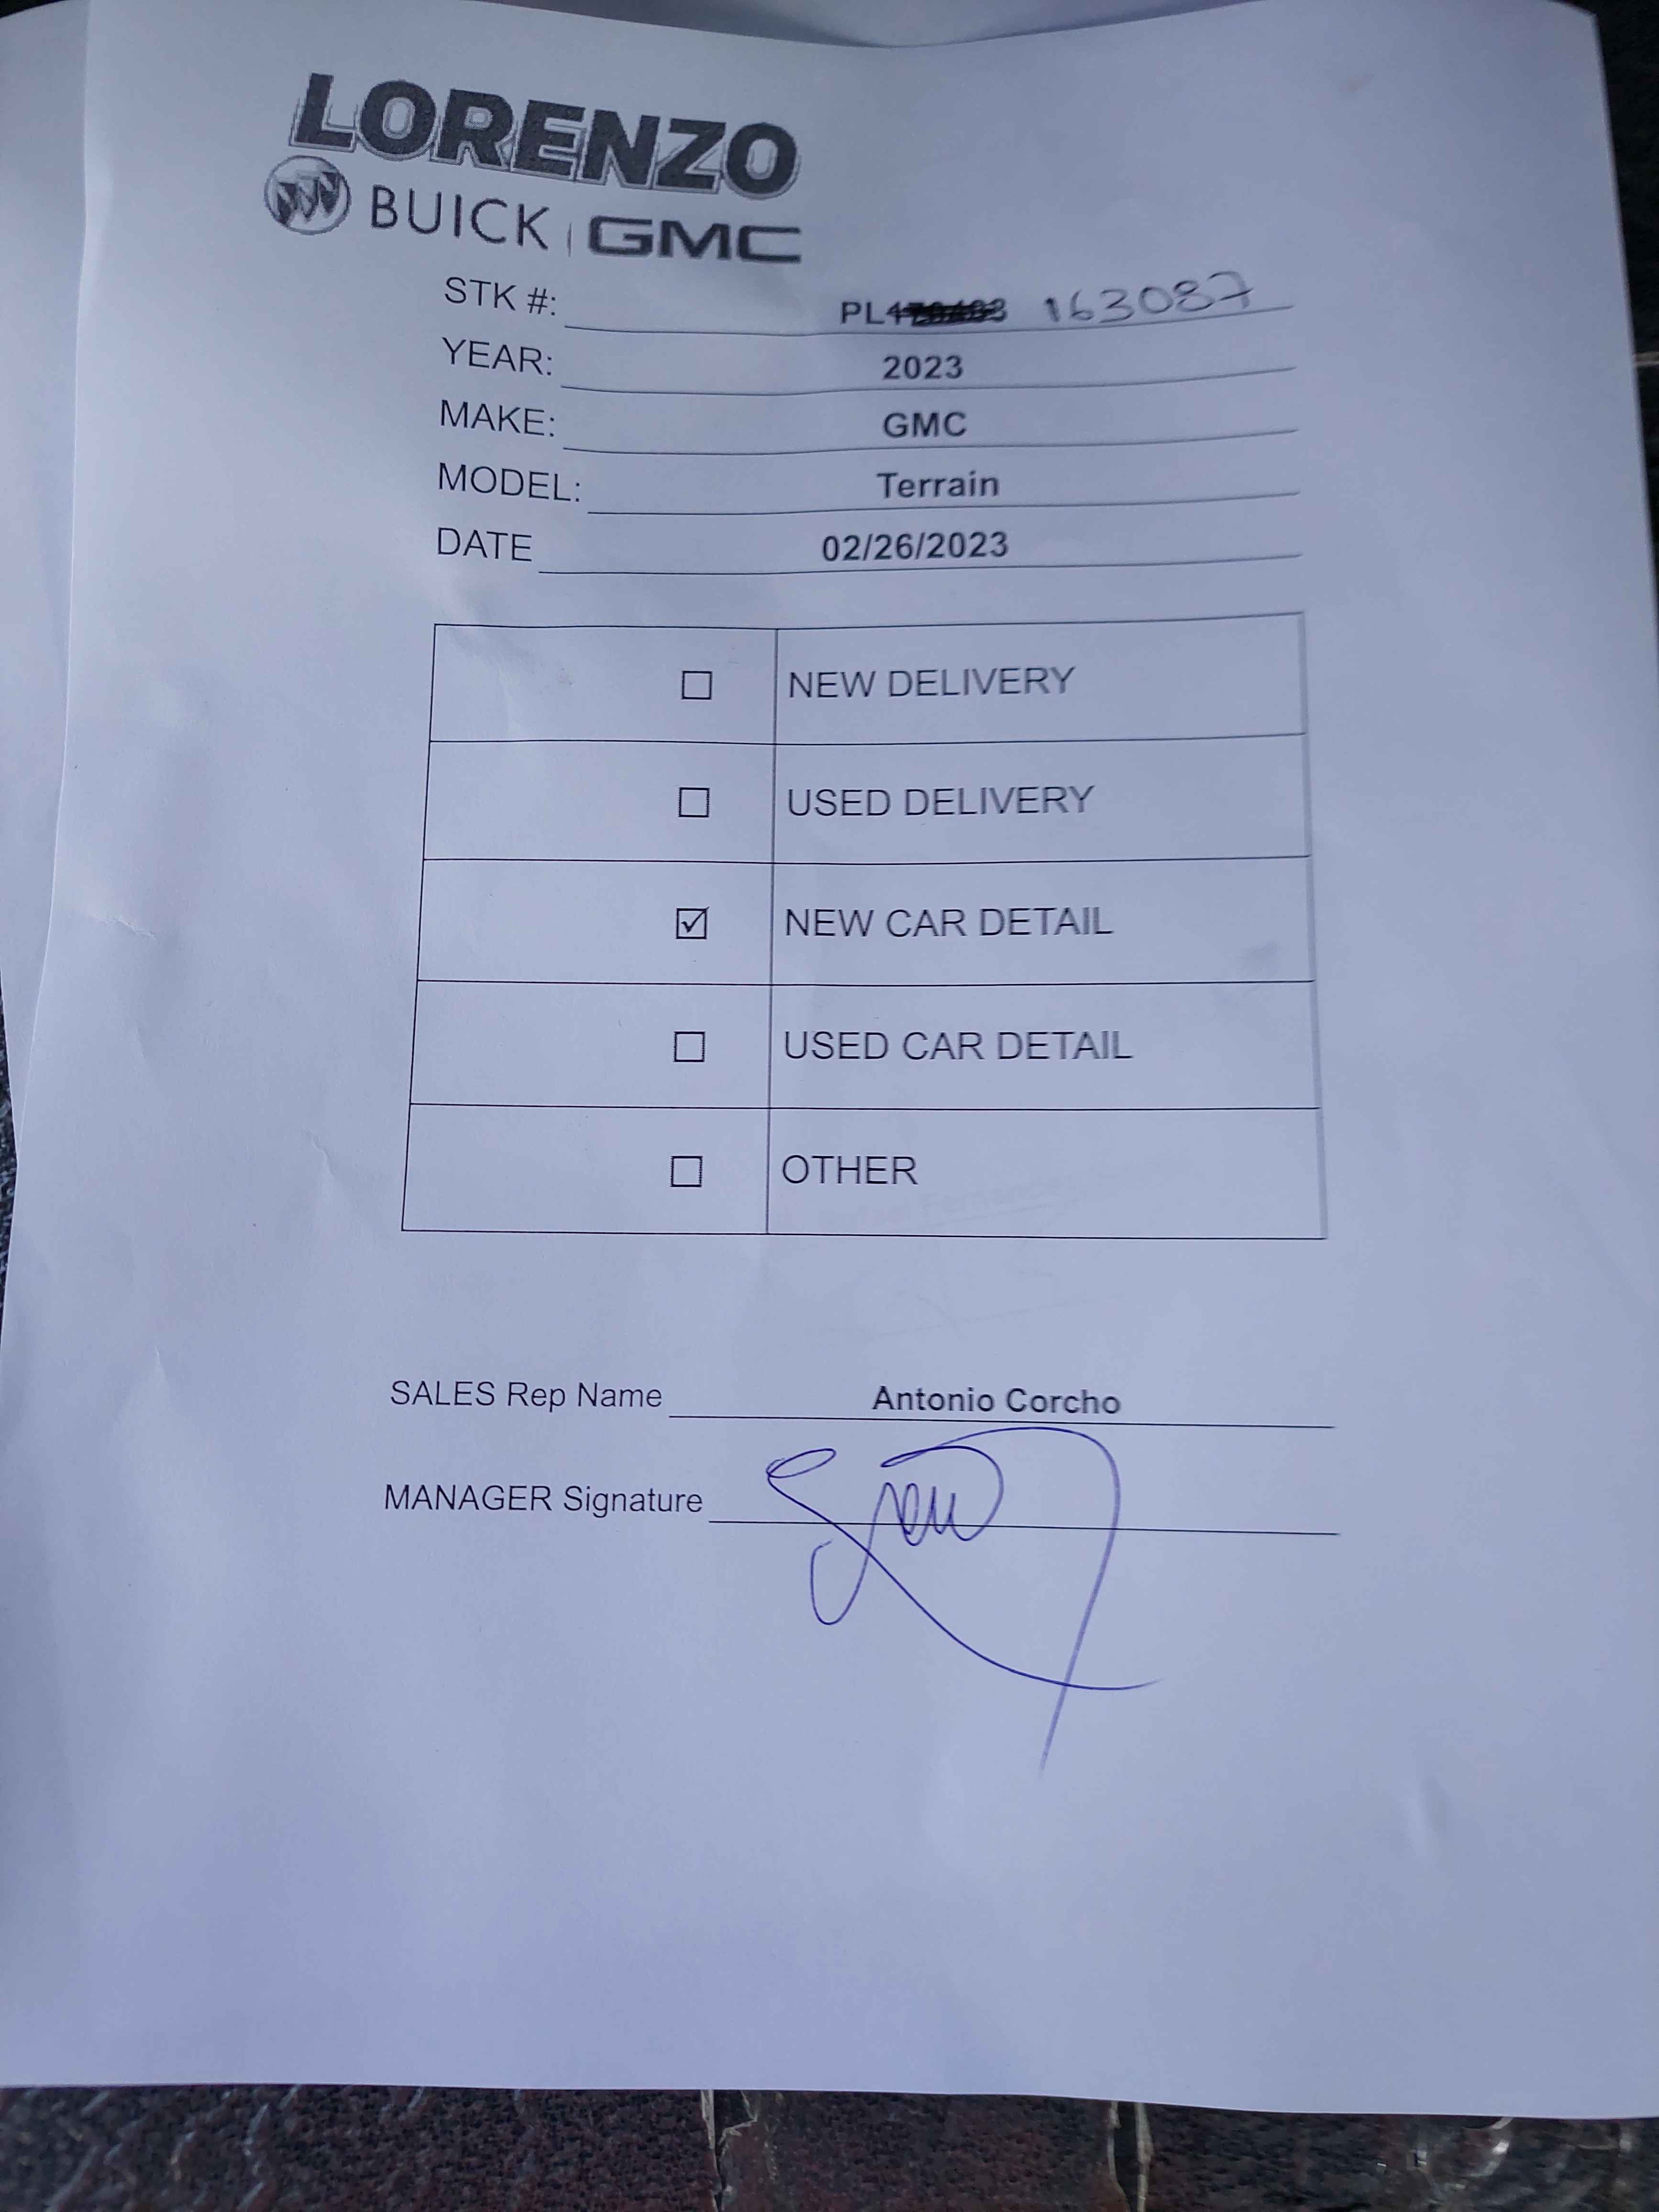 LORENZO
BUICK | GMC
STK #: PL 163087
YEAR: 2023
MAKE: GMC
MODEL: Terrain
DATE 02/26/2023
☐ NEW DELIVERY
☐ USED DELIVERY
☑ NEW CAR DETAIL
☐ USED CAR DETAIL
☐ OTHER
SALES Rep Name Antonio Corcho
MANAGER Signature